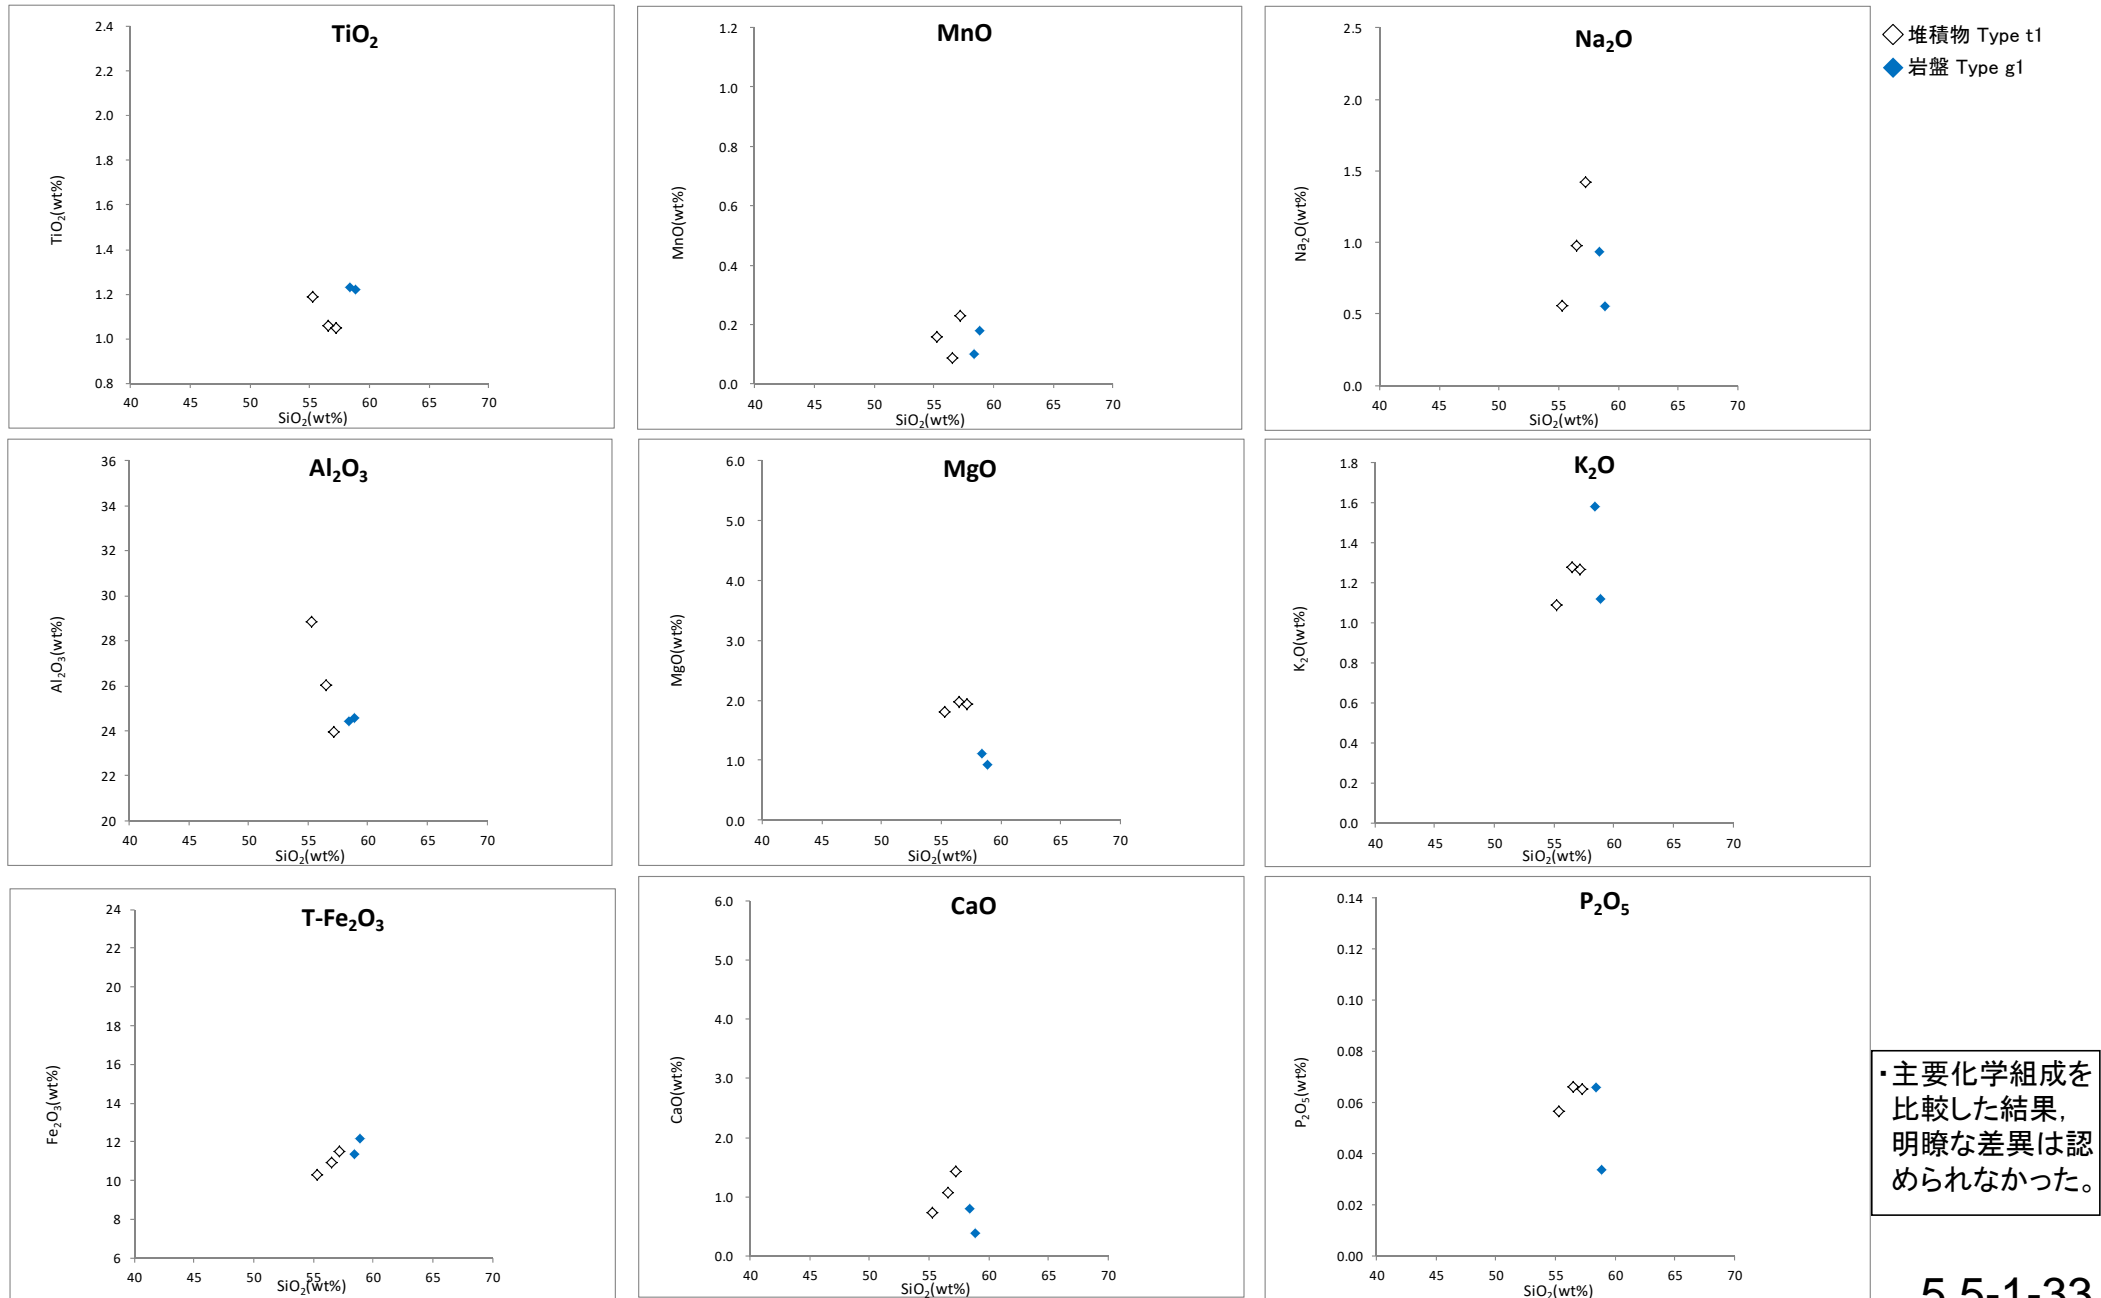 TiO₂
2.4
2.2
2.0
1.8
1.6
1.4
1.2
1.0
0.8
TiO₂(wt%)
40 45 50 55 60 65 70
SiO₂(wt%)
MnO
1.2
1.0
0.8
0.6
0.4
0.2
0.0
MnO(wt%)
40 45 50 55 60 65 70
SiO₂(wt%)
Na₂O
2.5
2.0
1.5
1.0
0.5
0.0
Na₂O(wt%)
40 45 50 55 60 65 70
SiO₂(wt%)
堆積物 Type t1
岩盤 Type g1
Al₂O₃
36
34
32
30
28
26
24
22
20
Al₂O₃(wt%)
40 45 50 55 60 65 70
SiO₂(wt%)
MgO
6.0
5.0
4.0
3.0
2.0
1.0
0.0
MgO(wt%)
40 45 50 55 60 65 70
SiO₂(wt%)
K₂O
1.8
1.6
1.4
1.2
1.0
0.8
0.6
0.4
0.2
0.0
K₂O(wt%)
40 45 50 55 60 65 70
SiO₂(wt%)
T-Fe₂O₃
24
22
20
18
16
14
12
10
8
6
Fe₂O₃(wt%)
40 45 50 55 60 65 70
SiO₂(wt%)
CaO
6.0
5.0
4.0
3.0
2.0
1.0
0.0
CaO(wt%)
40 45 50 55 60 65 70
SiO₂(wt%)
P₂O₅
0.14
0.12
0.10
0.08
0.06
0.04
0.02
0.00
P₂O₅(wt%)
40 45 50 55 60 65 70
SiO₂(wt%)
・主要化学組成を
比較した結果,
明瞭な差異は認
められなかった。
5.5-1-33